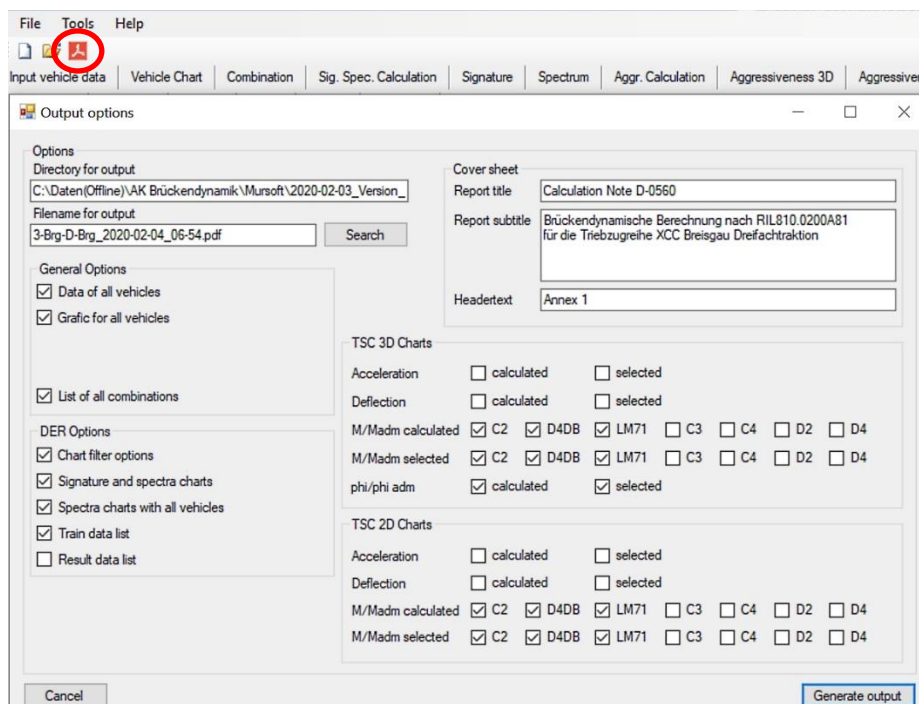 File Tools Help
Input vehicle data Vehicle Chart Combination Sig. Spec. Calculation Signature Spectrum Aggr. Calculation Aggressiveness 3D Aggressive
Output options
Options
Directory for output
C:\Daten(Offline)\AK Brückendynamik\Mursoft\2020-02-03_Version_
Filename for output
3-Brg-D-Brg_2020-02-04_06-54.pdf
Search
Cover sheet
Report title Calculation Note D-0560
Report subtitle Brückendynamische Berechnung nach RIL810.0200A81
für die Triebzugreihe XCC Breisgau Dreifachtraktion
Headertext Annex 1
General Options
Data of all vehicles
Grafic for all vehicles
List of all combinations
DER Options
Chart filter options
Signature and spectra charts
Spectra charts with all vehicles
Train data list
Result data list
TSC 3D Charts
Acceleration calculated selected
Deflection calculated selected
M/Madm calculated C2 D4DB LM71 C3 C4 D2 D4
M/Madm selected C2 D4DB LM71 C3 C4 D2 D4
phi/phi adm calculated selected
TSC 2D Charts
Acceleration calculated selected
Deflection calculated selected
M/Madm calculated C2 D4DB LM71 C3 C4 D2 D4
M/Madm selected C2 D4DB LM71 C3 C4 D2 D4
Cancel
Generate output